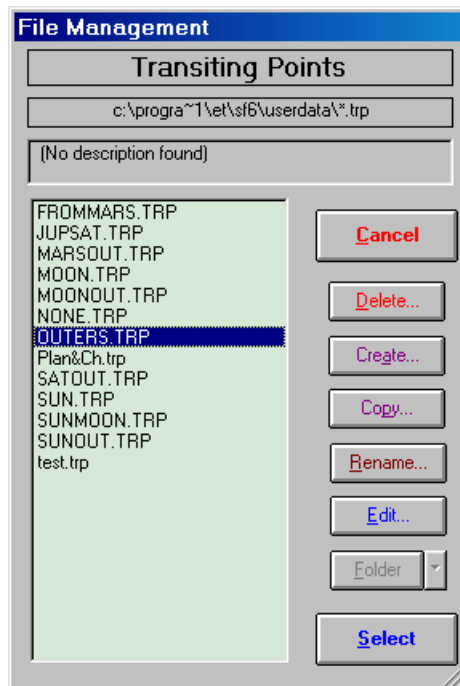 File Management
Transiting Points
c:\progra~1\et\sf6\userdata\*.trp
(No description found)
FROMMARS.TRP
JUPSAT.TRP
MARSOUT.TRP
MOON.TRP
MOONOUT.TRP
NONE.TRP
OUTERS.TRP
Plan&Ch.trp
SATOUT.TRP
SUN.TRP
SUNMOON.TRP
SUNOUT.TRP
test.trp
Cancel
Delete...
Create...
Copy...
Rename...
Edit...
Folder
Select